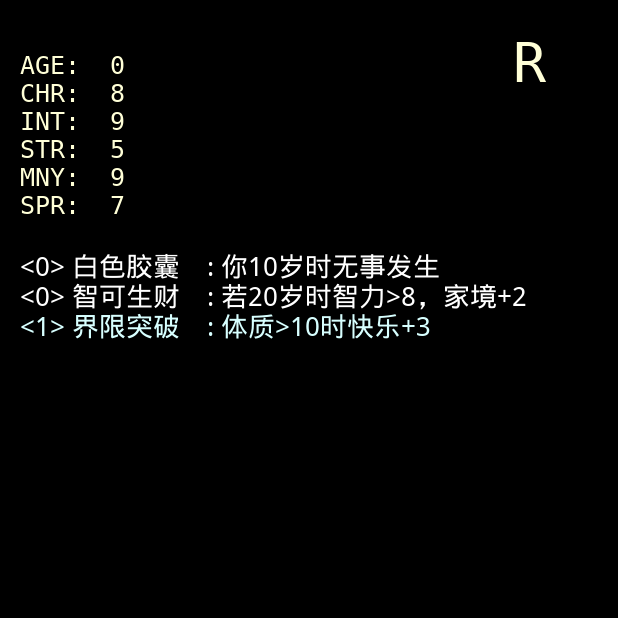 R
AGE: 0
CHR: 8
INT: 9
STR: 5
MNY: 9
SPR: 7
<0> 白色胶囊 : 你10岁时无事发生
<0> 智可生财 : 若20岁时智力>8，家境+2
<1> 界限突破 : 体质>10时快乐+3